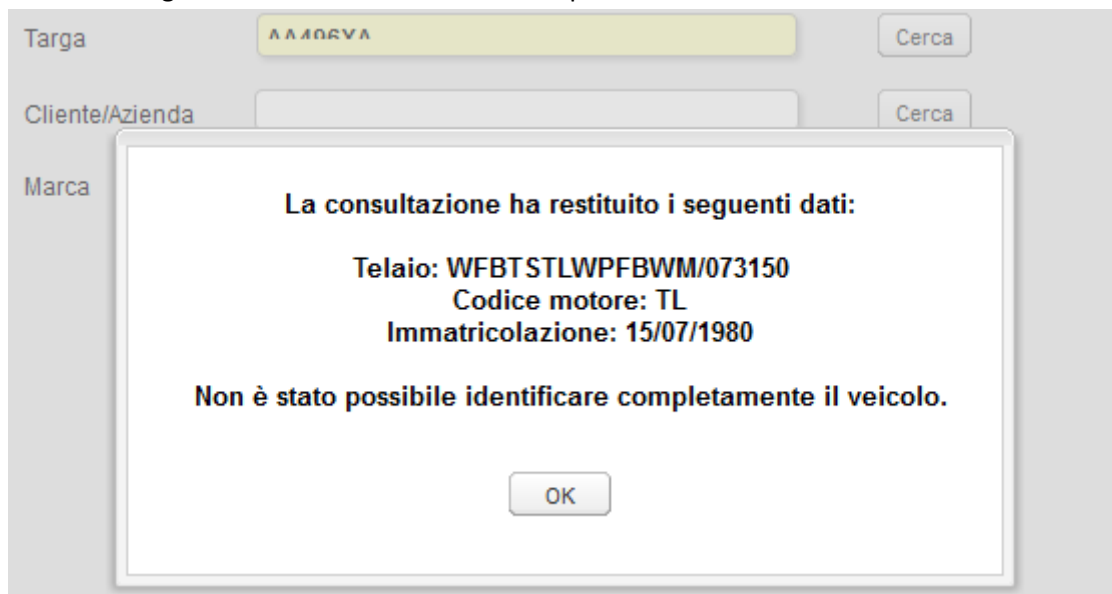 Targa Cerca
Cliente/Azienda Cerca
Marca
La consultazione ha restituito i seguenti dati:
Telaio: WFBTSTLWPFBWM/073150
Codice motore: TL
Immatricolazione: 15/07/1980
Non è stato possibile identificare completamente il veicolo.
OK